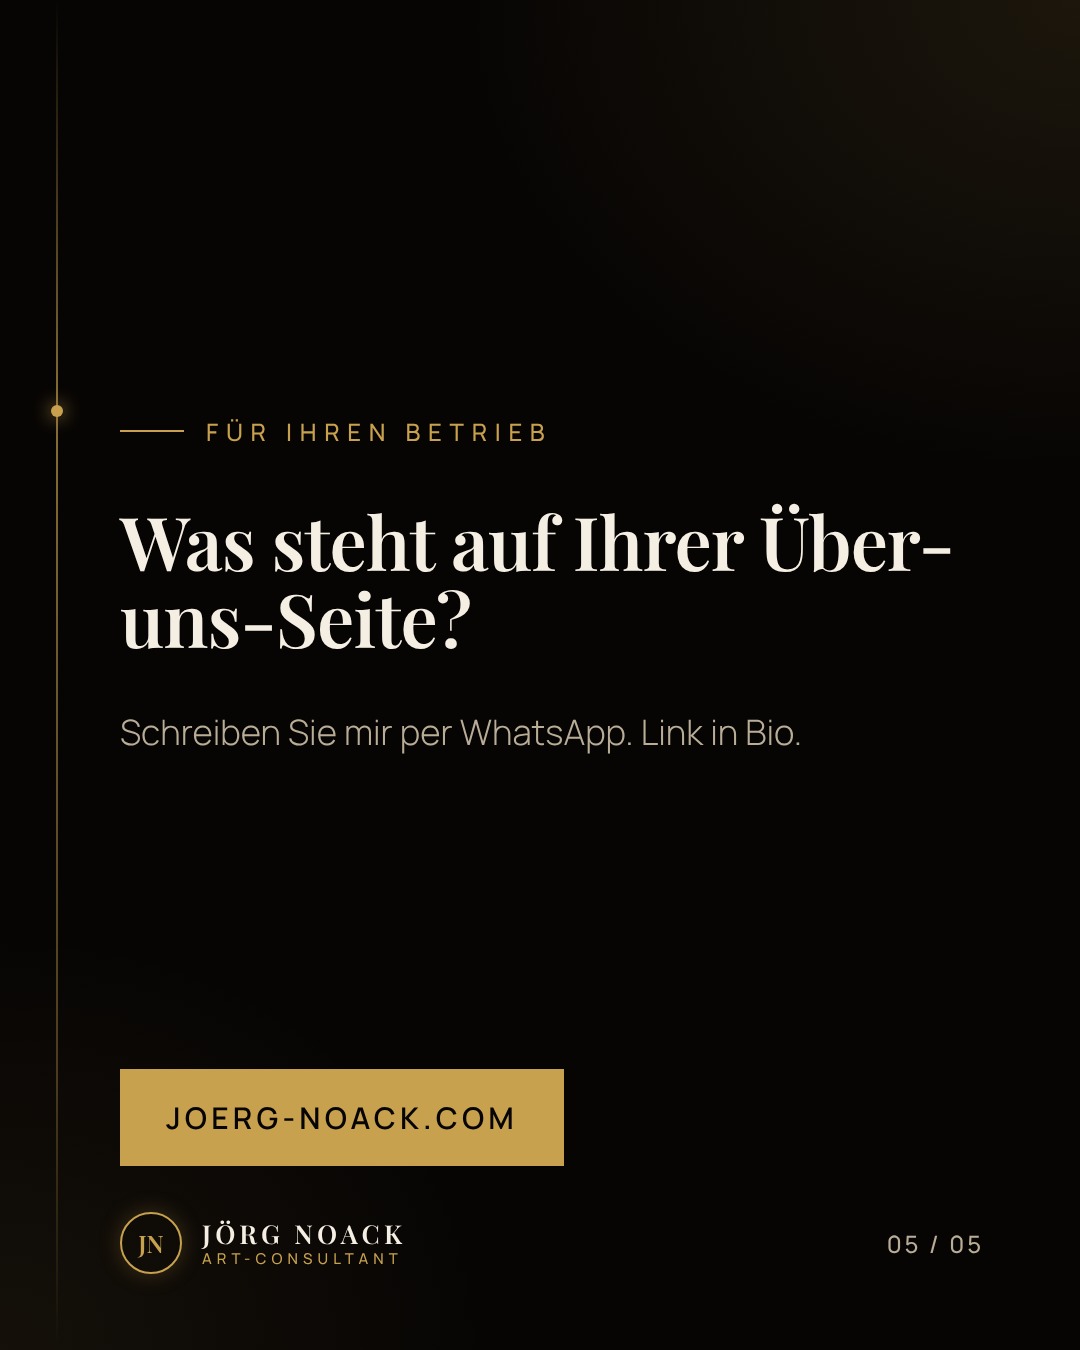 FÜR IHREN BETRIEB
Was steht auf Ihrer Über-
uns-Seite?
Schreiben Sie mir per WhatsApp. Link in Bio.
JOERG-NOACK.COM
JN
JÖRG NOACK
ART-CONSULTANT
05 / 05